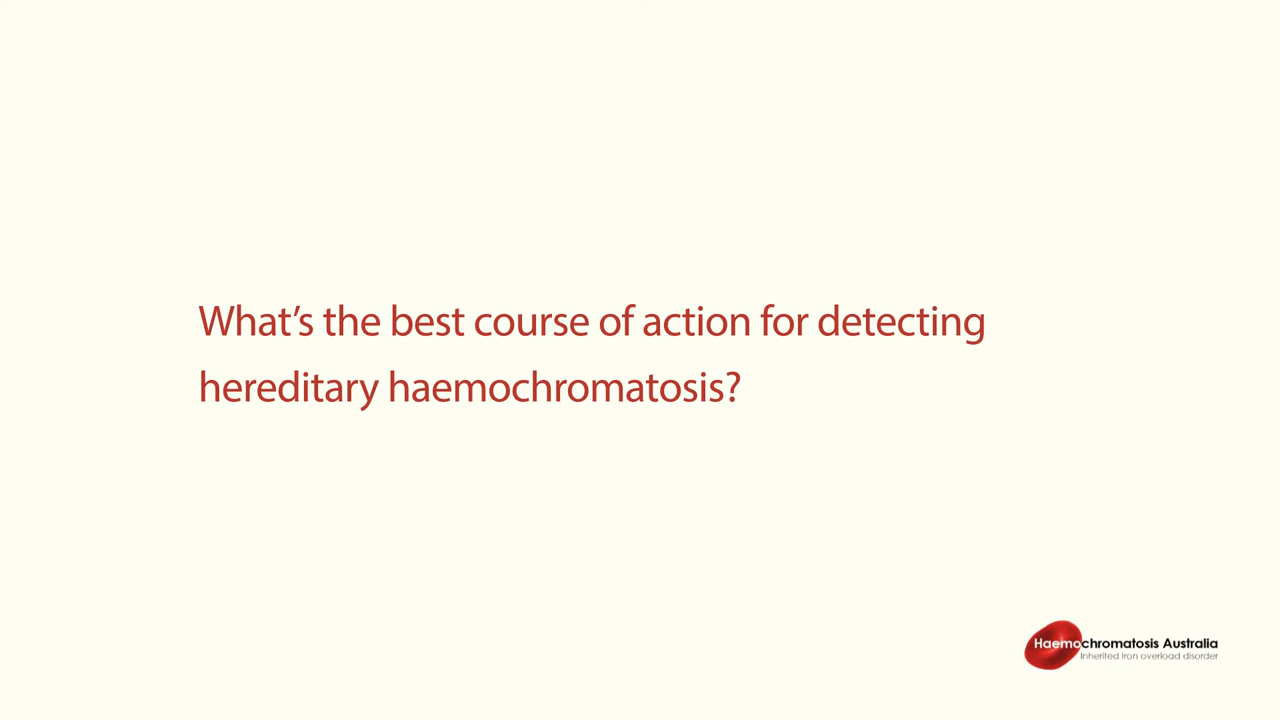 What’s the best course of action for detecting
hereditary haemochromatosis?
Haemochromatosis Australia
Inherited iron overload disorder